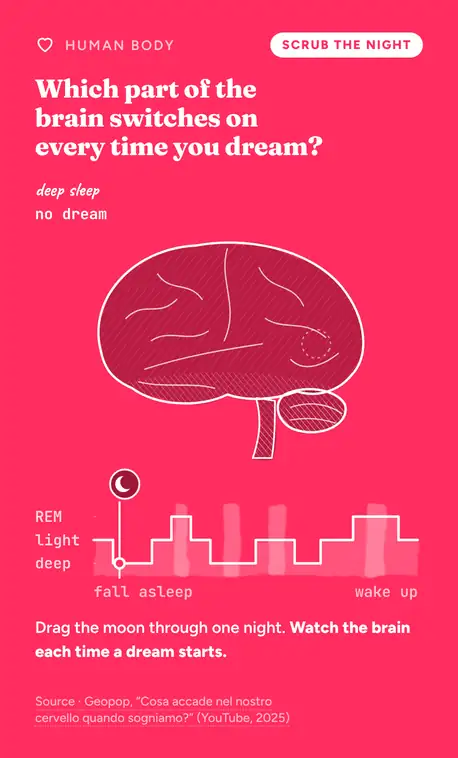 HUMAN BODY
SCRUB THE NIGHT
Which part of the
brain switches on
every time you dream?
deep sleep
no dream
REM
light
deep
fall asleep
wake up
Drag the moon through one night. Watch the brain
each time a dream starts.
Source · Geopop, “Cosa accade nel nostro
cervello quando sogniamo?” (YouTube, 2025)